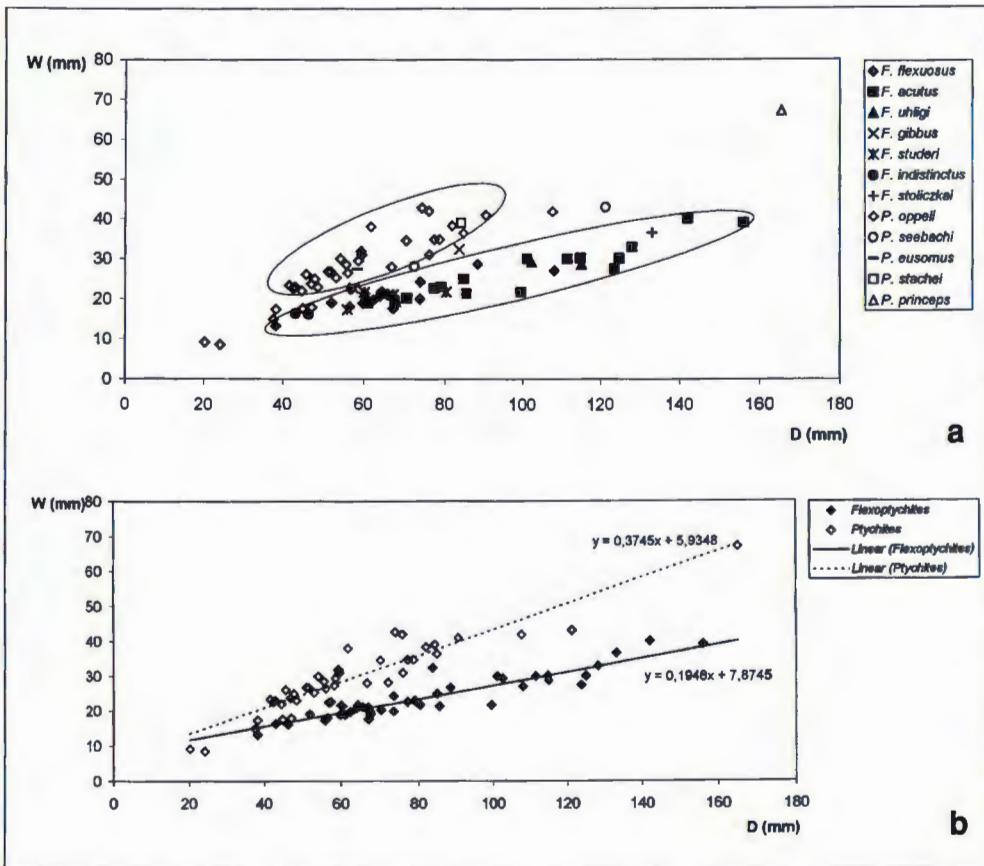 W (mm)
80
70
60
50
40
30
20
10
0
0 20 40 60 80 100 120 140 160 180
D (mm)
F. flexuosus
F. acutus
F. uhligi
F. gibbus
F. studeri
F. indistinctus
F. stoliczkai
P. oppeli
P. seebachi
P. eusomus
P. stachei
P. princeps
a
W (mm)
80
70
60
50
40
30
20
10
0
0 20 40 60 80 100 120 140 160 180
D (mm)
y = 0,3745x + 5,9348
y = 0,1948x + 7,8745
Flexoptychites
Ptychites
Linear (Flexoptychites)
Linear (Ptychites)
b